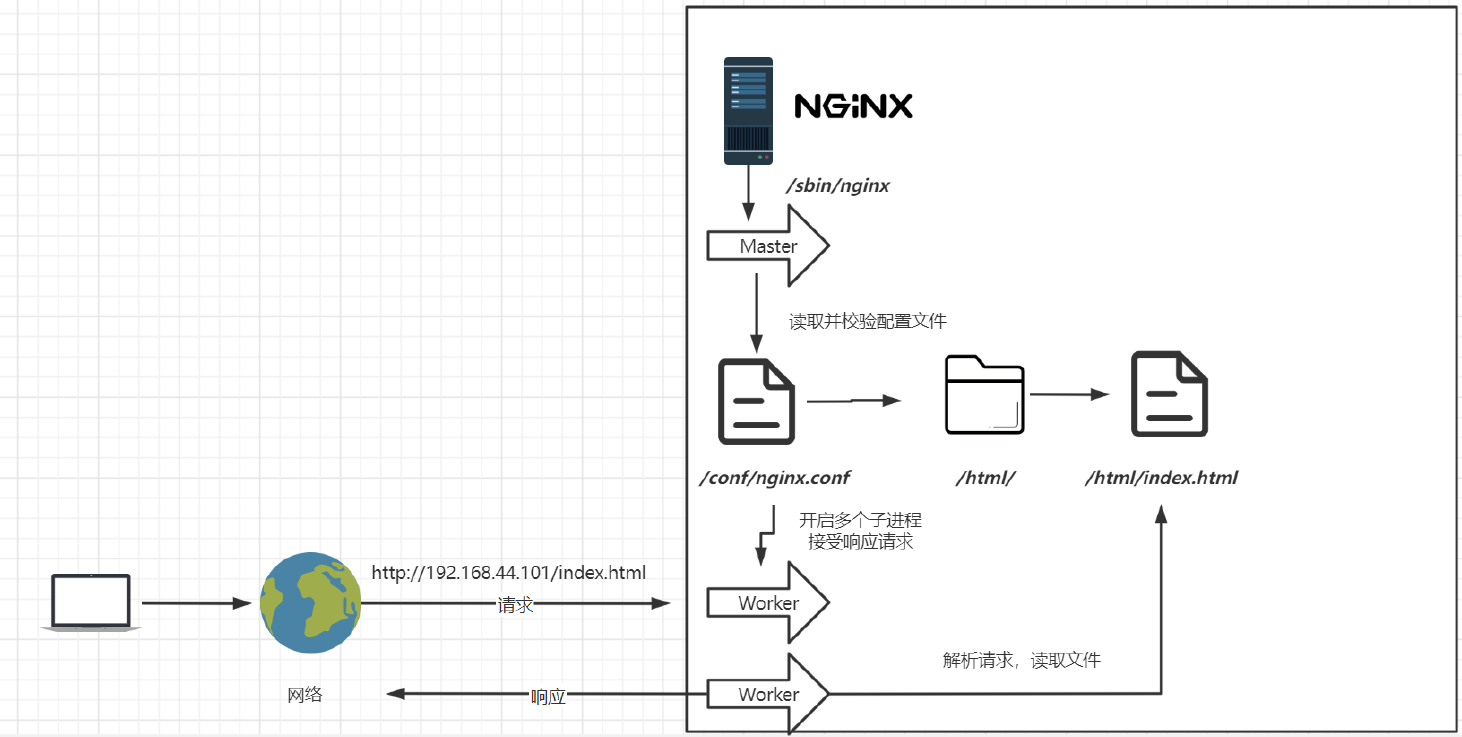 NGiNX
/sbin/nginx
Master
读取并校验配置文件
/conf/nginx.conf
/html/
/html/index.html
开启多个子进程
接受响应请求
http://192.168.44.101/index.html
请求
Worker
解析请求，读取文件
网络
响应
Worker